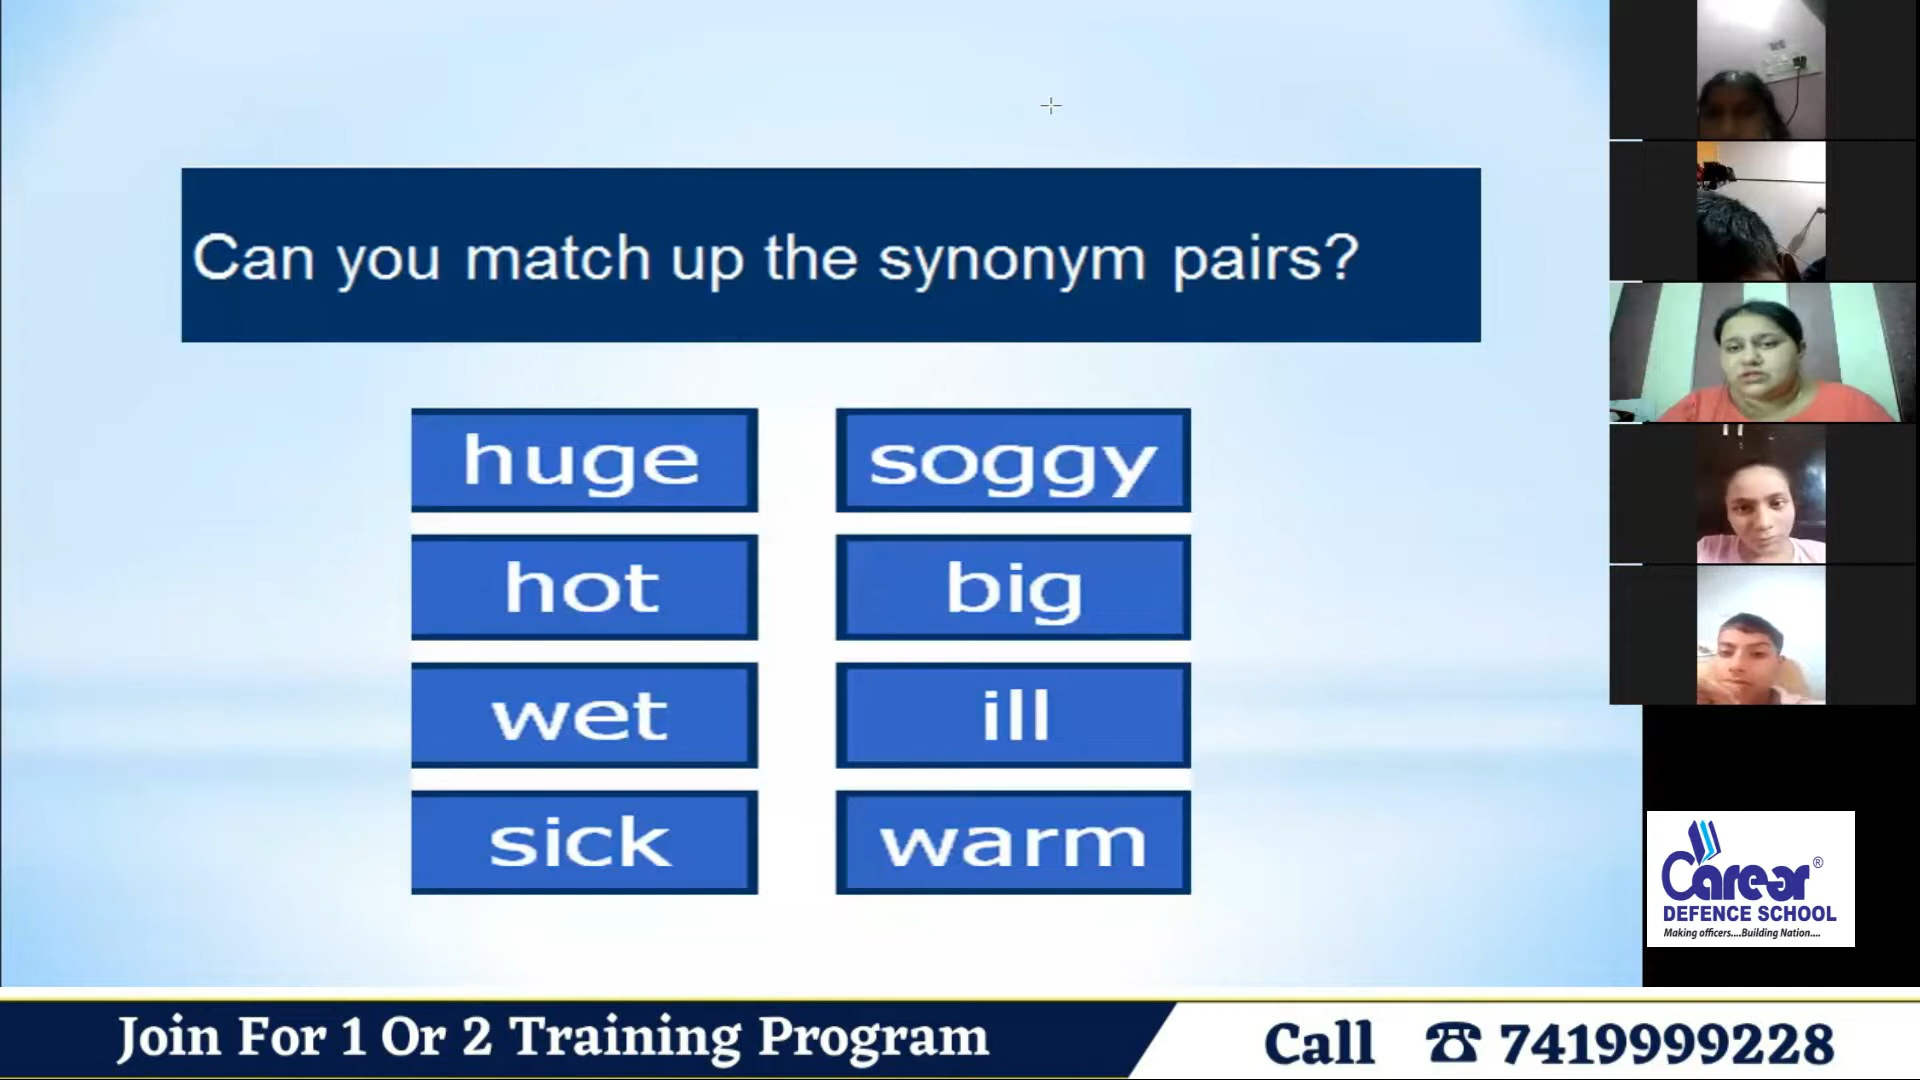 Can you match up the synonym pairs?
huge
soggy
hot
big
wet
ill
sick
warm
Carear®
DEFENCE SCHOOL
Making officers....Building Nation....
Join For 1 Or 2 Training Program
Call ☎ 7419999228